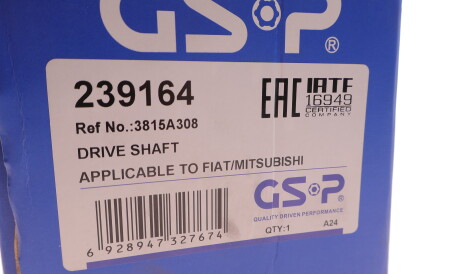 GSP®
239164
Ref No.:3815A308
DRIVE SHAFT
APPLICABLE TO FIAT/MITSUBISHI
EAC IATF
16949
CERTIFIED
COMPANY
GSP
QUALITY DRIVEN PERFORMANCE
QTY:1 A24
6 928947 327674